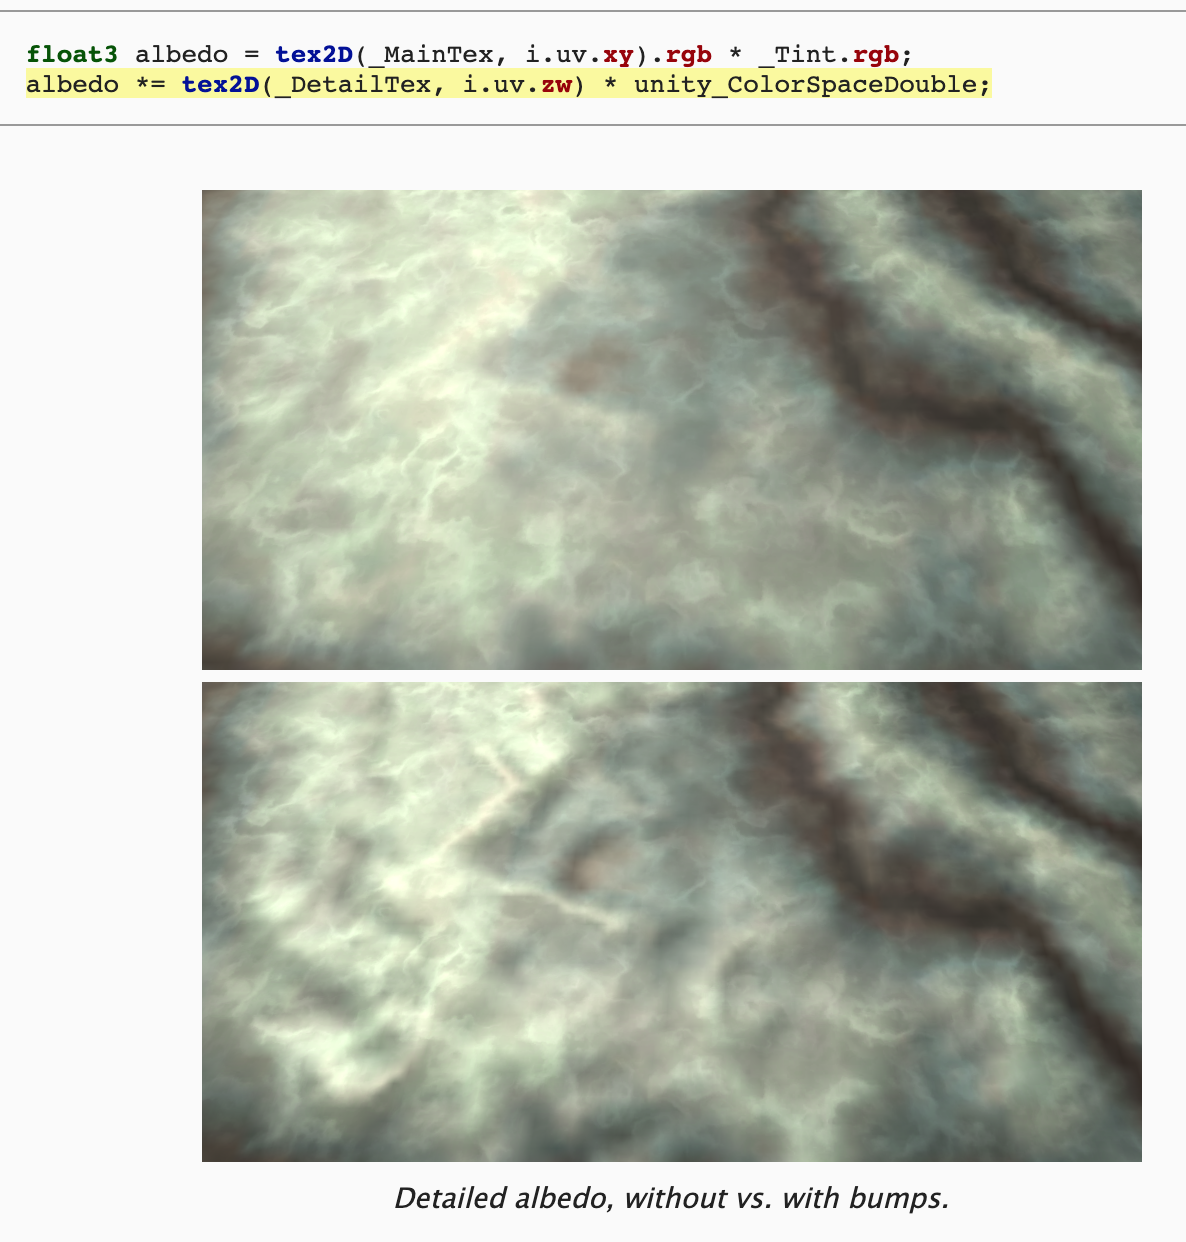 float3 albedo = tex2D(_MainTex, i.uv.xy).rgb * _Tint.rgb;
albedo *= tex2D(_DetailTex, i.uv.zw) * unity_ColorSpaceDouble;
Detailed albedo, without vs. with bumps.